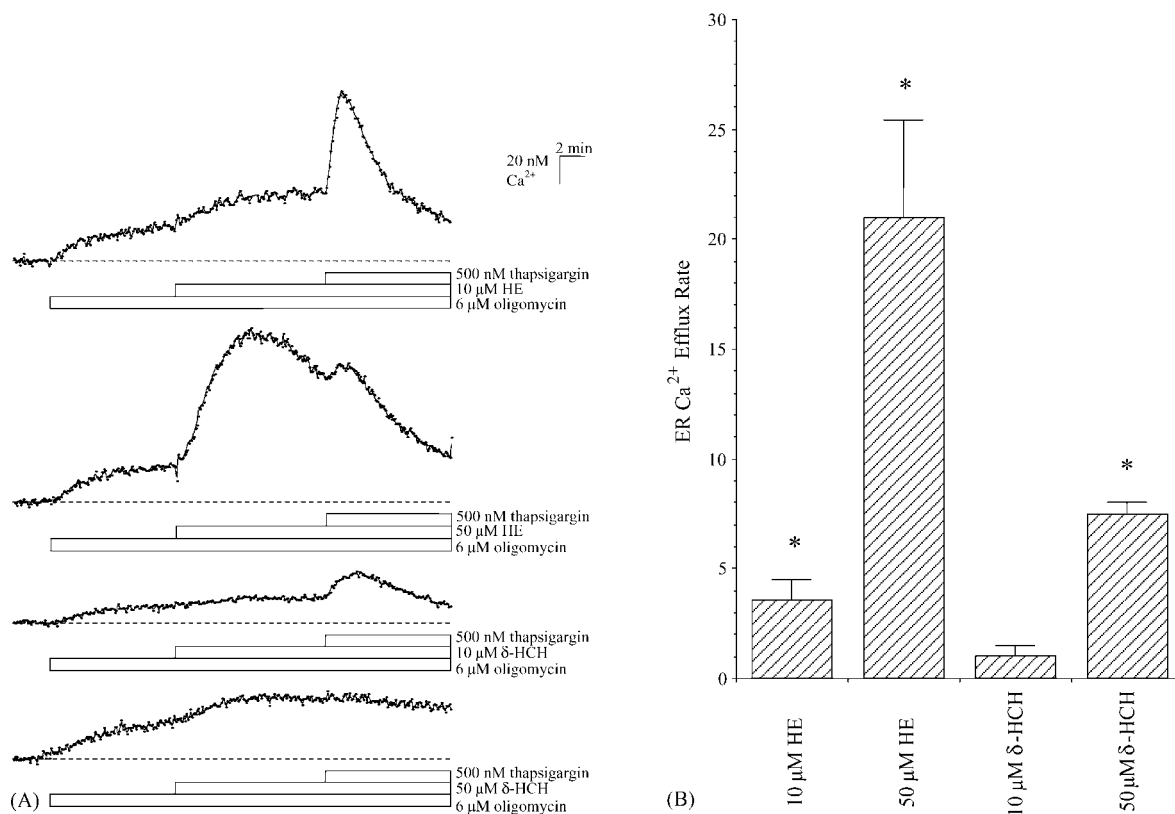 2 min
20 nM
Ca²⁺
500 nM thapsigargin
10 µM HE
6 µM oligomycin
500 nM thapsigargin
50 µM HE
6 µM oligomycin
500 nM thapsigargin
10 µM δ-HCH
6 µM oligomycin
500 nM thapsigargin
50 µM δ-HCH
6 µM oligomycin
(A)
ER Ca²⁺ Efflux Rate
30
25
20
15
10
5
0
*
*
*
10 µM HE
50 µM HE
10 µM δ-HCH
50 µM δ-HCH
(B)